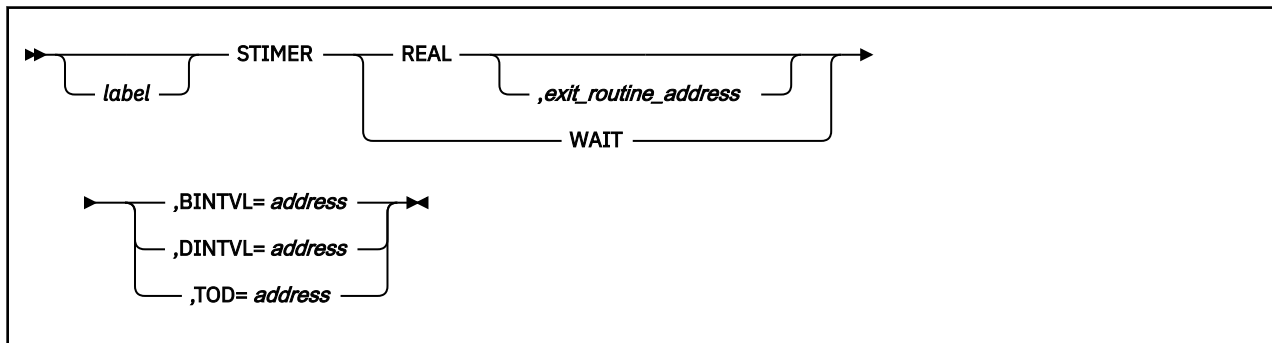 STIMER REAL
label ,exit_routine_address
WAIT
,BINTVL= address
,DINTVL= address
,TOD= address